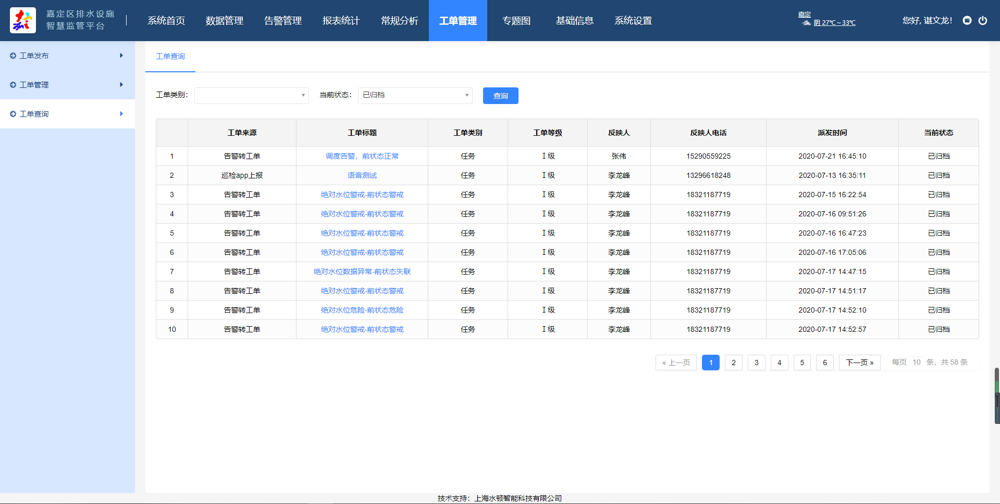 嘉定区排水设施
智慧监管平台
系统首页 数据管理 告警管理 报表统计 常规分析 工单管理 专题图 基础信息 系统设置
嘉定
阴 27℃~33℃
您好, 谌文龙!
工单发布
工单管理
工单查询
工单查询
工单类别: 当前状态: 已归档 查询
工单来源 工单标题 工单类别 工单等级 反映人 反映人电话 派发时间 当前状态
1 告警转工单 调度告警，前状态正常 任务 I 级 张伟 15290559225 2020-07-21 16:45:10 已归档
2 巡检app上报 语音测试 任务 I 级 李龙峰 13296618248 2020-07-13 16:35:11 已归档
3 告警转工单 绝对水位警戒-前状态警戒 任务 I 级 李龙峰 18321187719 2020-07-15 16:22:54 已归档
4 告警转工单 绝对水位警戒-前状态警戒 任务 I 级 李龙峰 18321187719 2020-07-16 09:51:26 已归档
5 告警转工单 绝对水位警戒-前状态警戒 任务 I 级 李龙峰 18321187719 2020-07-16 16:47:23 已归档
6 告警转工单 绝对水位警戒-前状态警戒 任务 I 级 李龙峰 18321187719 2020-07-16 17:05:06 已归档
7 告警转工单 绝对水位数据异常-前状态失联 任务 I 级 李龙峰 18321187719 2020-07-17 14:47:15 已归档
8 告警转工单 绝对水位警戒-前状态警戒 任务 I 级 李龙峰 18321187719 2020-07-17 14:51:17 已归档
9 告警转工单 绝对水位危险-前状态危险 任务 I 级 李龙峰 18321187719 2020-07-17 14:52:10 已归档
10 告警转工单 绝对水位警戒-前状态警戒 任务 I 级 李龙峰 18321187719 2020-07-17 14:52:57 已归档
« 上一页 1 2 3 4 5 6 下一页 » 每页 10 条，共 58 条
技术支持：上海水顿智能科技有限公司